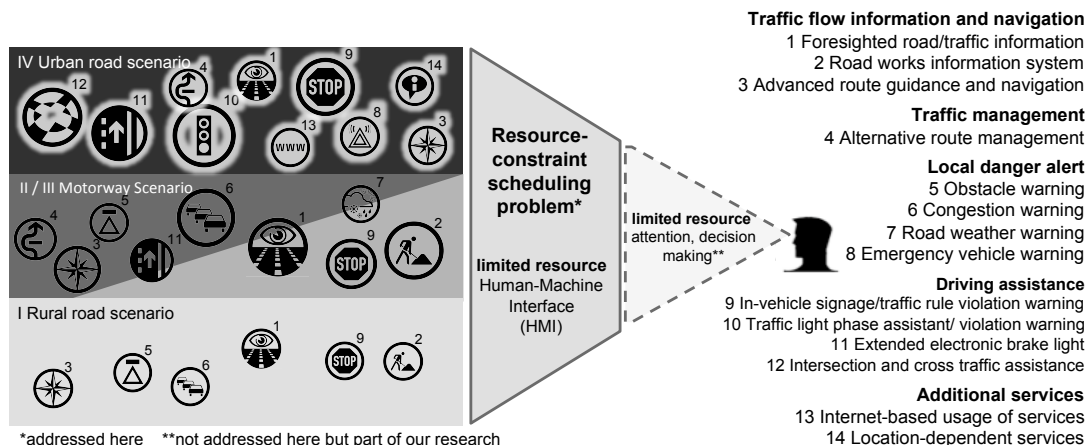 IV Urban road scenario
12
11
4
10
1
9
STOP
13
www
8
14
3
II / III Motorway Scenario
4
3
5
11
6
1
7
9
STOP
2
I Rural road scenario
3
5
6
1
9
STOP
2
*addressed here **not addressed here but part of our research
Resource-
constraint
scheduling
problem*
limited resource
Human-Machine
Interface
(HMI)
limited resource
attention, decision
making**
Traffic flow information and navigation
1 Foresighted road/traffic information
2 Road works information system
3 Advanced route guidance and navigation
Traffic management
4 Alternative route management
Local danger alert
5 Obstacle warning
6 Congestion warning
7 Road weather warning
8 Emergency vehicle warning
Driving assistance
9 In-vehicle signage/traffic rule violation warning
10 Traffic light phase assistant/ violation warning
11 Extended electronic brake light
12 Intersection and cross traffic assistance
Additional services
13 Internet-based usage of services
14 Location-dependent services